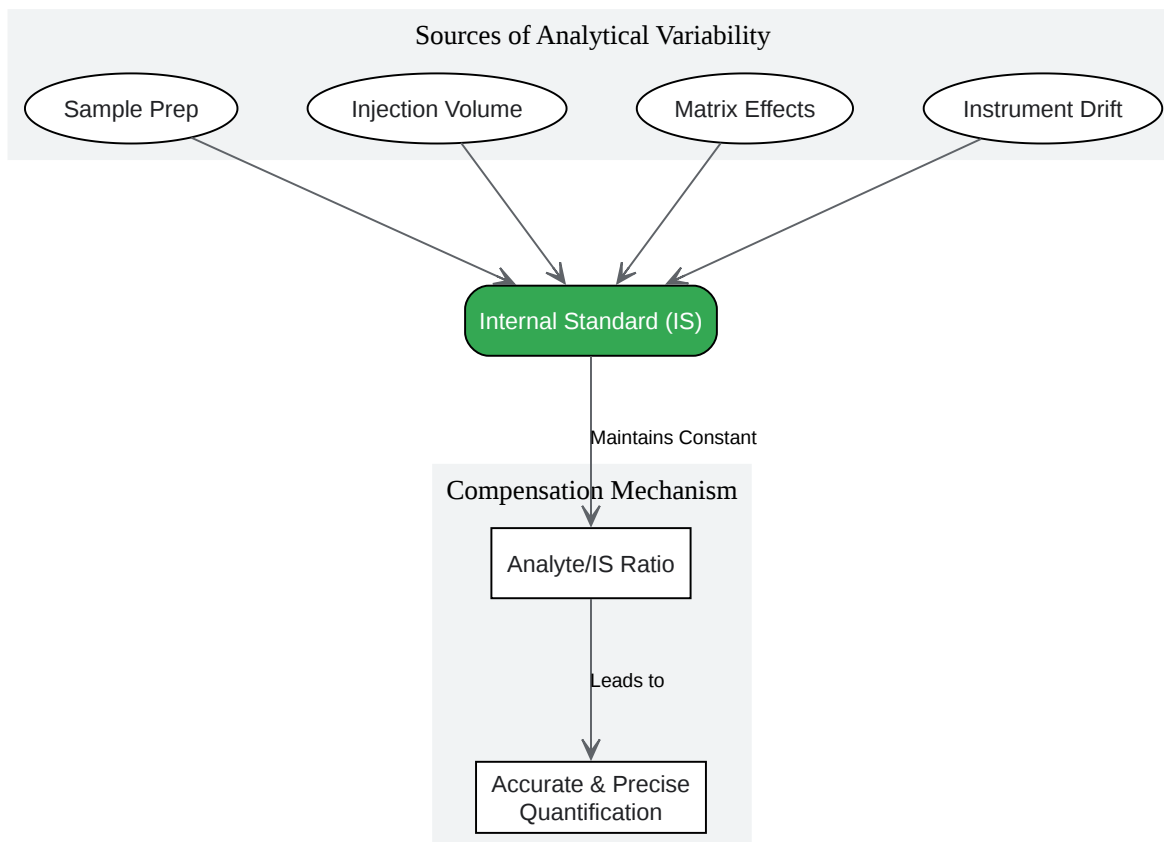 Sources of Analytical Variability
Sample Prep
Injection Volume
Matrix Effects
Instrument Drift
Internal Standard (IS)
Maintains Constant
Compensation Mechanism
Analyte/IS Ratio
Leads to
Accurate & Precise
Quantification